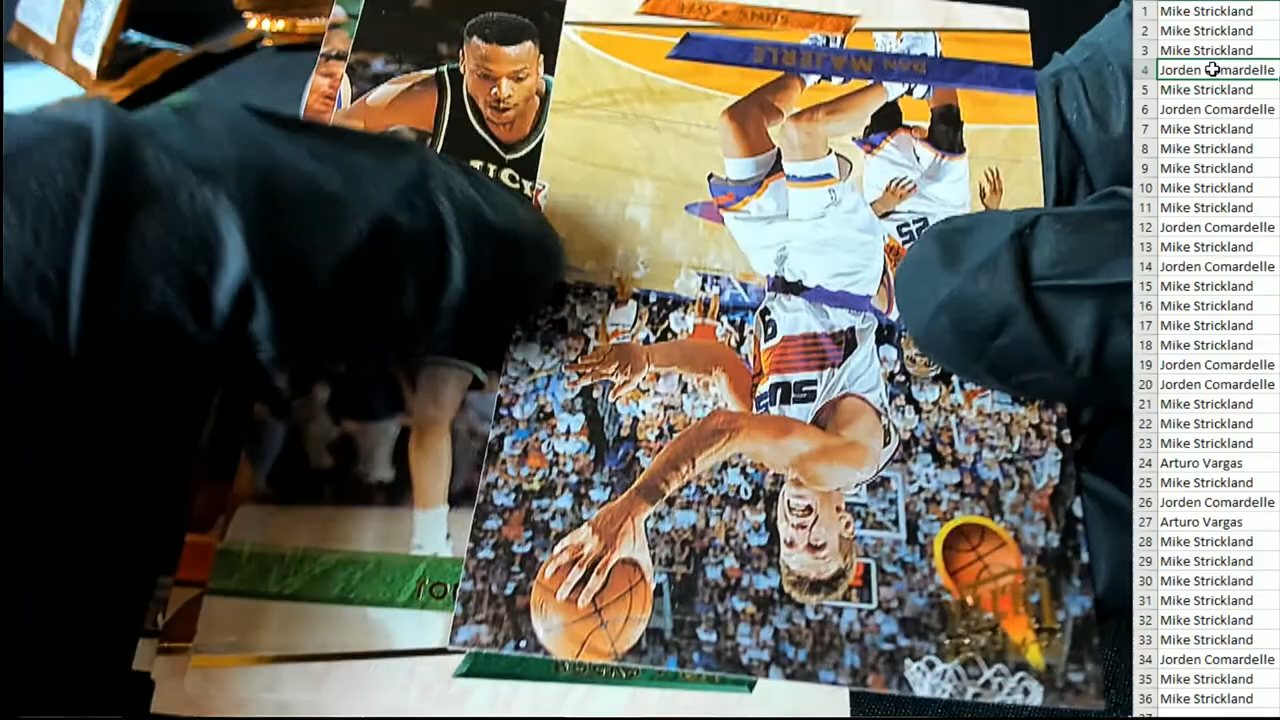 SUNS
DAN MAJERLE
SUNS
1 Mike Strickland
2 Mike Strickland
3 Mike Strickland
4 Jorden Comardelle
5 Mike Strickland
6 Jorden Comardelle
7 Mike Strickland
8 Mike Strickland
9 Mike Strickland
10 Mike Strickland
11 Mike Strickland
12 Jorden Comardelle
13 Mike Strickland
14 Jorden Comardelle
15 Mike Strickland
16 Mike Strickland
17 Mike Strickland
18 Mike Strickland
19 Jorden Comardelle
20 Jorden Comardelle
21 Mike Strickland
22 Mike Strickland
23 Mike Strickland
24 Arturo Vargas
25 Mike Strickland
26 Jorden Comardelle
27 Arturo Vargas
28 Mike Strickland
29 Mike Strickland
30 Mike Strickland
31 Mike Strickland
32 Mike Strickland
33 Mike Strickland
34 Jorden Comardelle
35 Mike Strickland
36 Mike Strickland